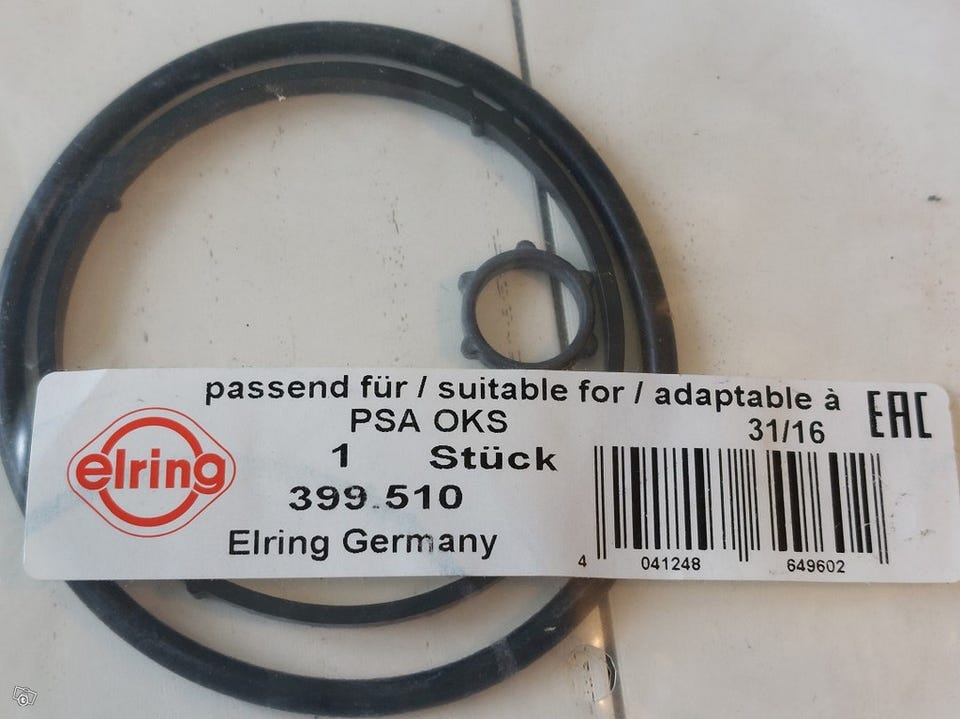 passend für / suitable for / adaptable à
PSA OKS
31/16
EAC
1 Stück
elring
399.510
Elring Germany
4 041248 649602